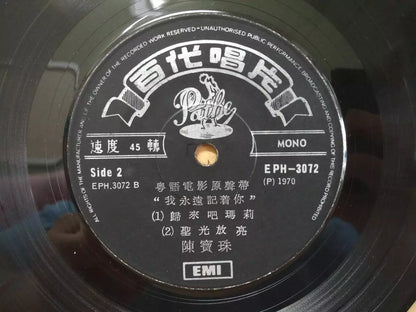 ALL RIGHTS OF THE MANUFACTURER AND OF THE OWNER OF THE RECORDED WORK RESERVED—UNAUTHORISED PUBLIC PERFORMANCE, BROADCASTING AND COPYING OF THIS RECORD PROHIBITED
百代唱片
Pathé
速度 45 轉
MONO
Side 2
EPH-3072
EPH.3072 B
(P) 1970
粵語電影原聲帶
“我永遠記着你”
(1) 歸來吧瑪莉
(2) 聖光放亮
陳寶珠
EMI